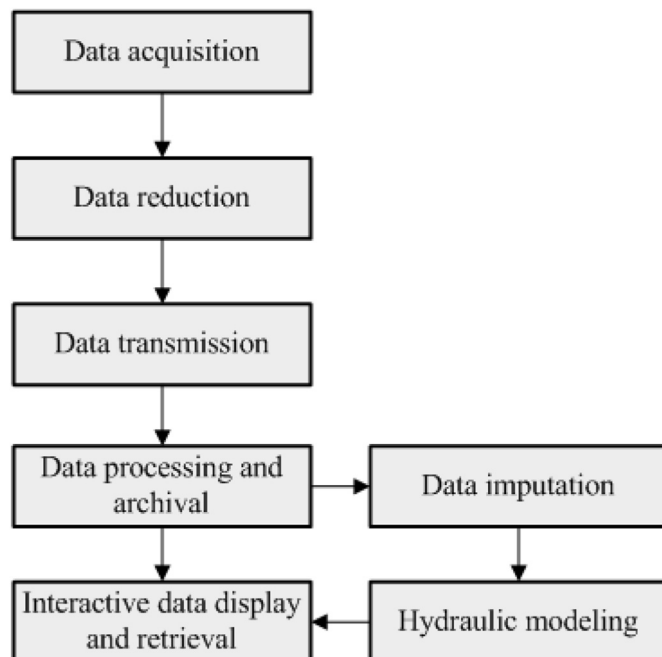 Data acquisition
Data reduction
Data transmission
Data processing and
archival
Data imputation
Interactive data display
and retrieval
Hydraulic modeling